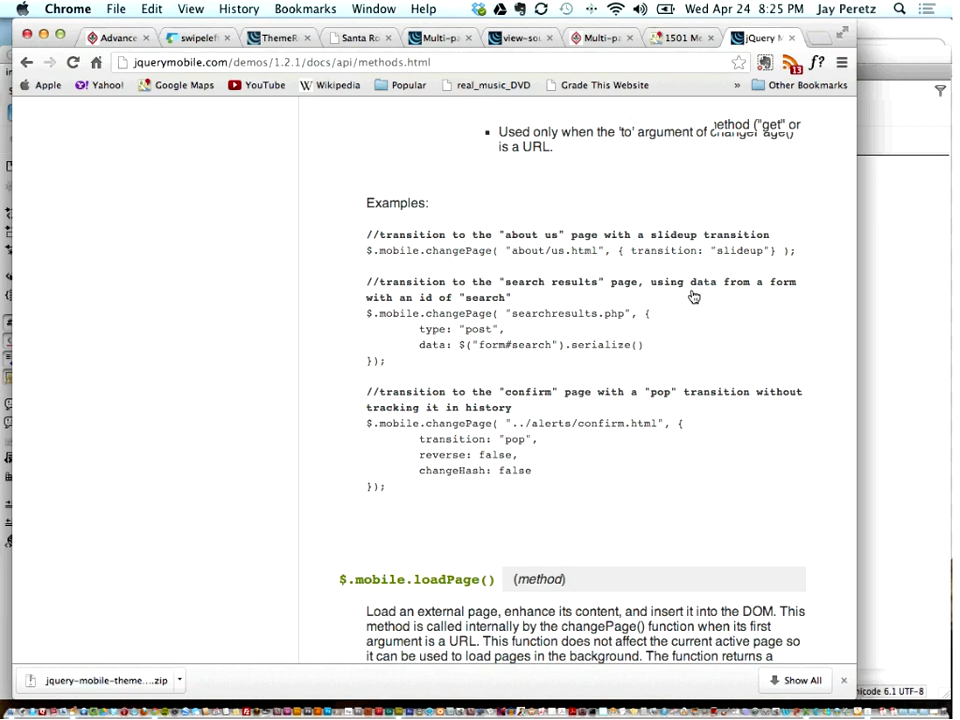 Chrome File Edit View History Bookmarks Window Help Wed Apr 24 8:25 PM Jay Peretz
Advance swipeleft ThemeR Santa Ro Multi-pa view-sou Multi-pa 1501 Me jQuery M
jquerymobile.com/demos/1.2.1/docs/api/methods.html f? 13
Apple Yahoo! Google Maps YouTube Wikipedia Popular real_music_DVD Grade This Website » Other Bookmarks
ethod ("get" or
Used only when the 'to' argument of changePage()
is a URL.
Examples:
//transition to the "about us" page with a slideup transition
$.mobile.changePage( "about/us.html", { transition: "slideup"} );
//transition to the "search results" page, using data from a form
with an id of "search"
$.mobile.changePage( "searchresults.php", {
type: "post",
data: $("form#search").serialize()
});
//transition to the "confirm" page with a "pop" transition without
tracking it in history
$.mobile.changePage( "../alerts/confirm.html", {
transition: "pop",
reverse: false,
changeHash: false
});
$.mobile.loadPage() (method)
Load an external page, enhance its content, and insert it into the DOM. This
method is called internally by the changePage() function when its first
argument is a URL. This function does not affect the current active page so
it can be used to load pages in the background. The function returns a
jquery-mobile-theme....zip Show All
nicode 6.1 UTF-8